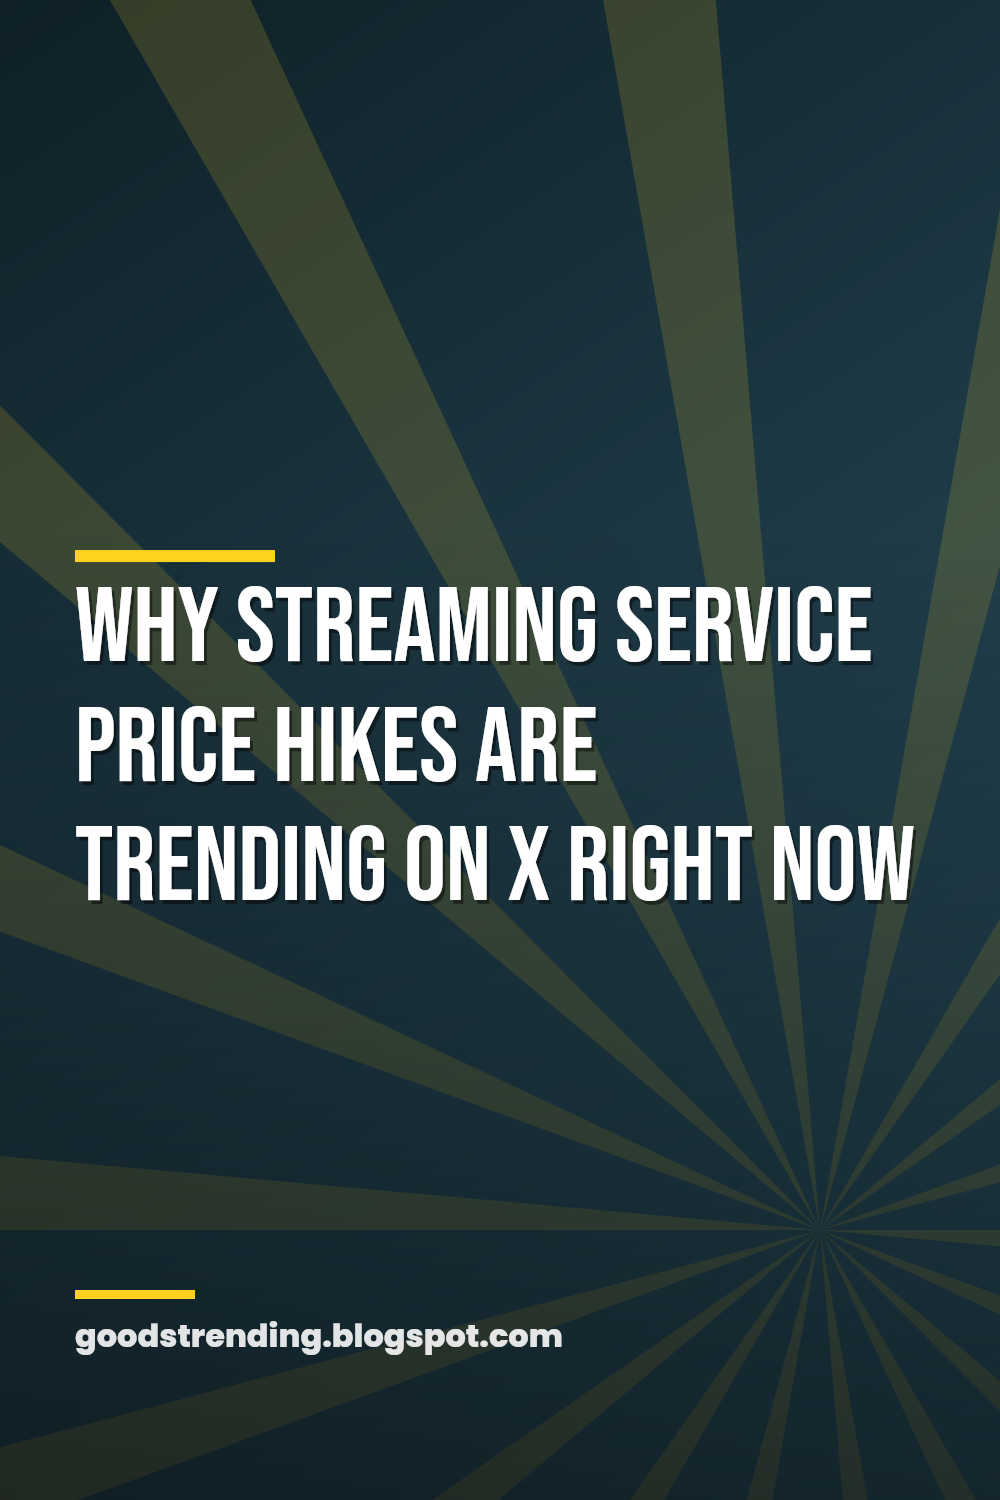 WHY STREAMING SERVICE
PRICE HIKES ARE
TRENDING ON X RIGHT NOW
goodstrending.blogspot.com